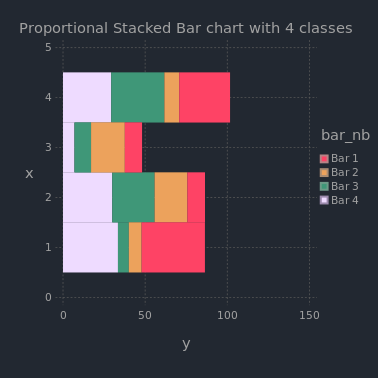 Proportional Stacked Bar chart with 4 classes
5
4
3
2
1
0
x
0 50 100 150
y
bar_nb
Bar 1
Bar 2
Bar 3
Bar 4